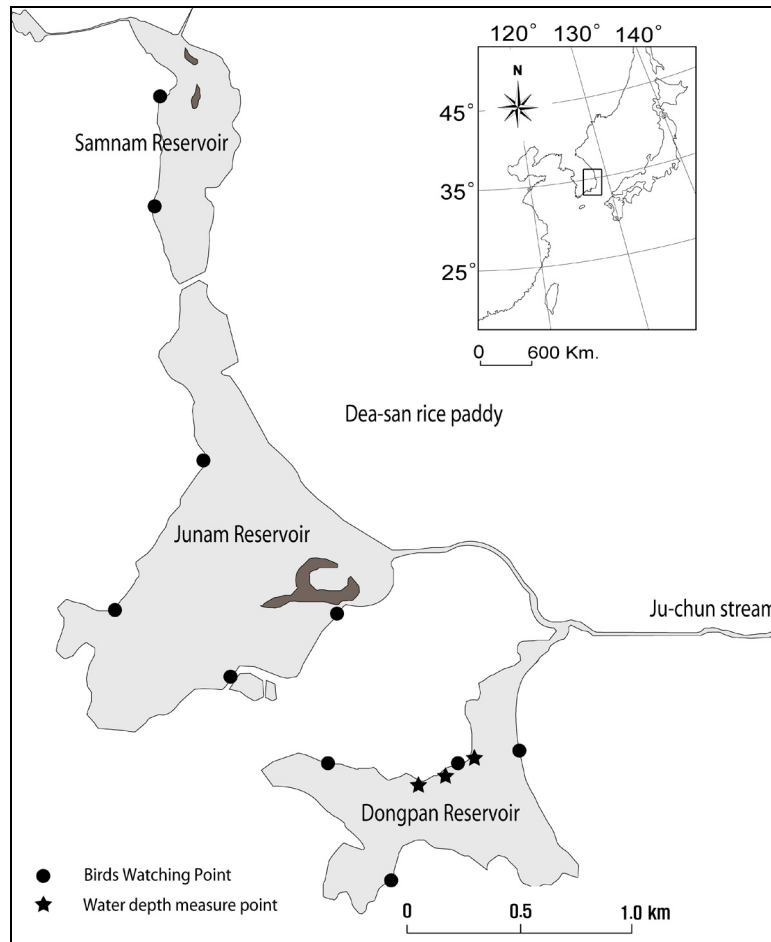 120° 130° 140°
N
45°
35°
25°
0 600 Km.
Samnam Reservoir
Dea-san rice paddy
Junam Reservoir
Ju-chun stream
Dongpan Reservoir
Birds Watching Point
Water depth measure point
0 0.5 1.0 km